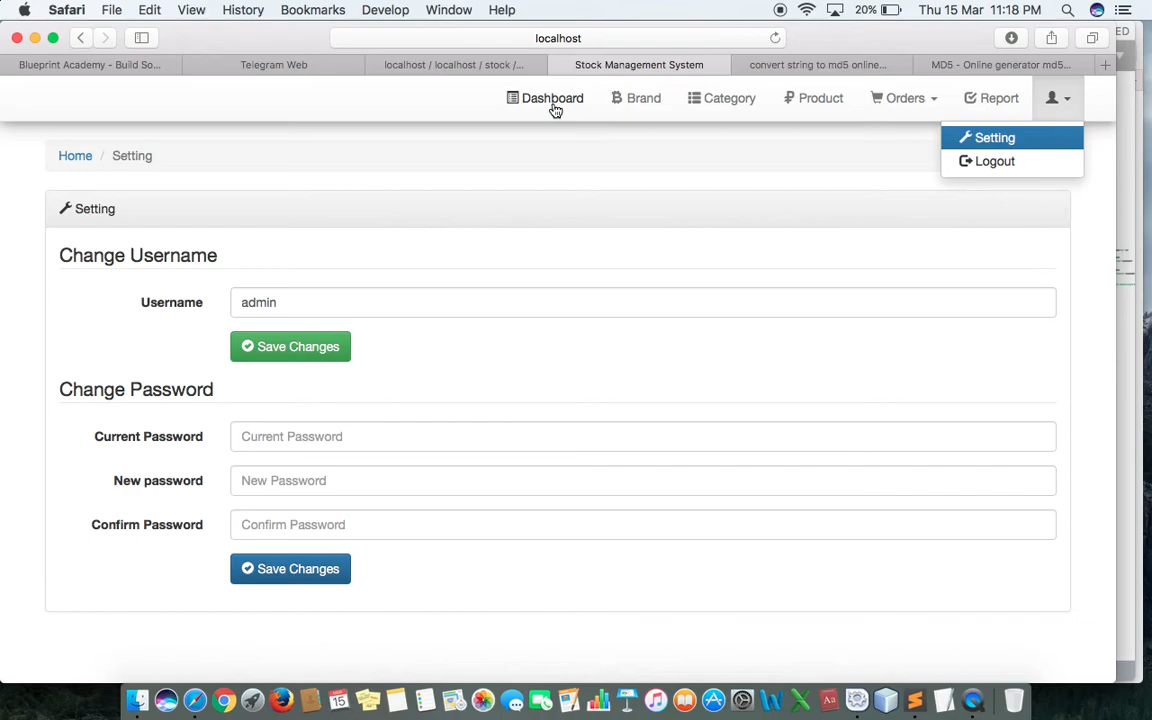 Safari File Edit View History Bookmarks Develop Window Help 20% Thu 15 Mar 11:18 PM
localhost
Blueprint Academy - Build So... Telegram Web localhost / localhost / stock /... Stock Management System convert string to md5 online... MD5 - Online generator md5... +
ED
Dashboard Brand Category Product Orders Report
Setting
Logout
Home / Setting
Setting
Change Username
Username admin
Save Changes
Change Password
Current Password Current Password
New password New Password
Confirm Password Confirm Password
Save Changes